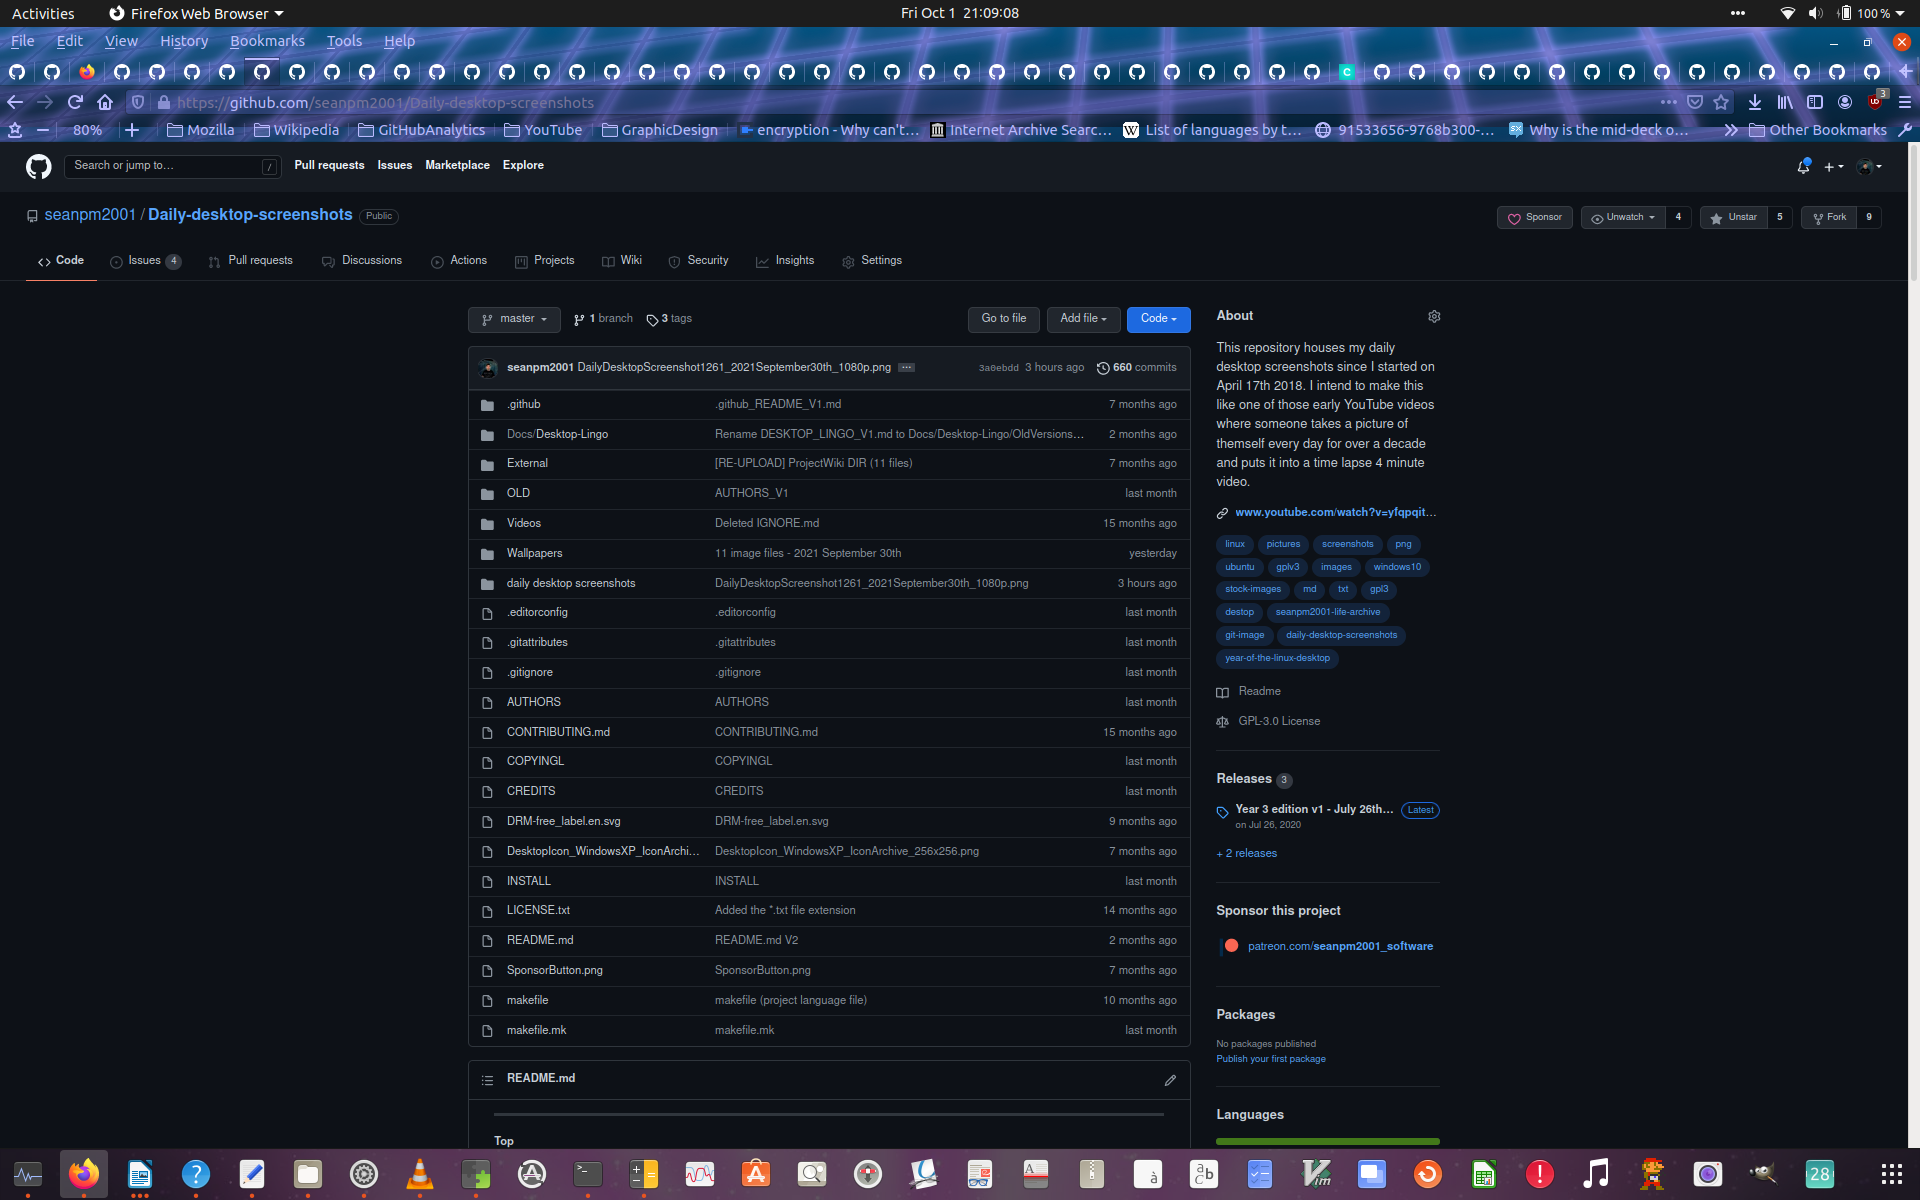 Activities Firefox Web Browser Fri Oct 1 21:09:08 100 %
File Edit View History Bookmarks Tools Help
https://github.com/seanpm2001/Daily-desktop-screenshots 3
80% Mozilla Wikipedia GitHubAnalytics YouTube GraphicDesign encryption - Why can't… Internet Archive Searc… List of languages by t… 91533656-9768b300-… Why is the mid-deck o… Other Bookmarks
Search or jump to… / Pull requests Issues Marketplace Explore
seanpm2001 / Daily-desktop-screenshots Public Sponsor Unwatch 4 Unstar 5 Fork 9
Code Issues 4 Pull requests Discussions Actions Projects Wiki Security Insights Settings
master 1 branch 3 tags Go to file Add file Code
seanpm2001 DailyDesktopScreenshot1261_2021September30th_1080p.png 3a0ebdd 3 hours ago 660 commits
.github .github_README_V1.md 7 months ago
Docs/Desktop-Lingo Rename DESKTOP_LINGO_V1.md to Docs/Desktop-Lingo/OldVersions… 2 months ago
External [RE-UPLOAD] ProjectWiki DIR (11 files) 7 months ago
OLD AUTHORS_V1 last month
Videos Deleted IGNORE.md 15 months ago
Wallpapers 11 image files - 2021 September 30th yesterday
daily desktop screenshots DailyDesktopScreenshot1261_2021September30th_1080p.png 3 hours ago
.editorconfig .editorconfig last month
.gitattributes .gitattributes last month
.gitignore .gitignore last month
AUTHORS AUTHORS last month
CONTRIBUTING.md CONTRIBUTING.md 15 months ago
COPYINGL COPYINGL last month
CREDITS CREDITS last month
DRM-free_label.en.svg DRM-free_label.en.svg 9 months ago
DesktopIcon_WindowsXP_IconArchi… DesktopIcon_WindowsXP_IconArchive_256x256.png 7 months ago
INSTALL INSTALL last month
LICENSE.txt Added the *.txt file extension 14 months ago
README.md README.md V2 2 months ago
SponsorButton.png SponsorButton.png 7 months ago
makefile makefile (project language file) 10 months ago
makefile.mk makefile.mk last month
README.md
Top
About
This repository houses my daily
desktop screenshots since I started on
April 17th 2018. I intend to make this
like one of those early YouTube videos
where someone takes a picture of
themself every day for over a decade
and puts it into a time lapse 4 minute
video.
www.youtube.com/watch?v=yfqpqit…
linux pictures screenshots png
ubuntu gplv3 images windows10
stock-images md txt gpl3
destop seanpm2001-life-archive
git-image daily-desktop-screenshots
year-of-the-linux-desktop
Readme
GPL-3.0 License
Releases 3
Year 3 edition v1 - July 26th… Latest
on Jul 26, 2020
+ 2 releases
Sponsor this project
patreon.com/seanpm2001_software
Packages
No packages published
Publish your first package
Languages
28